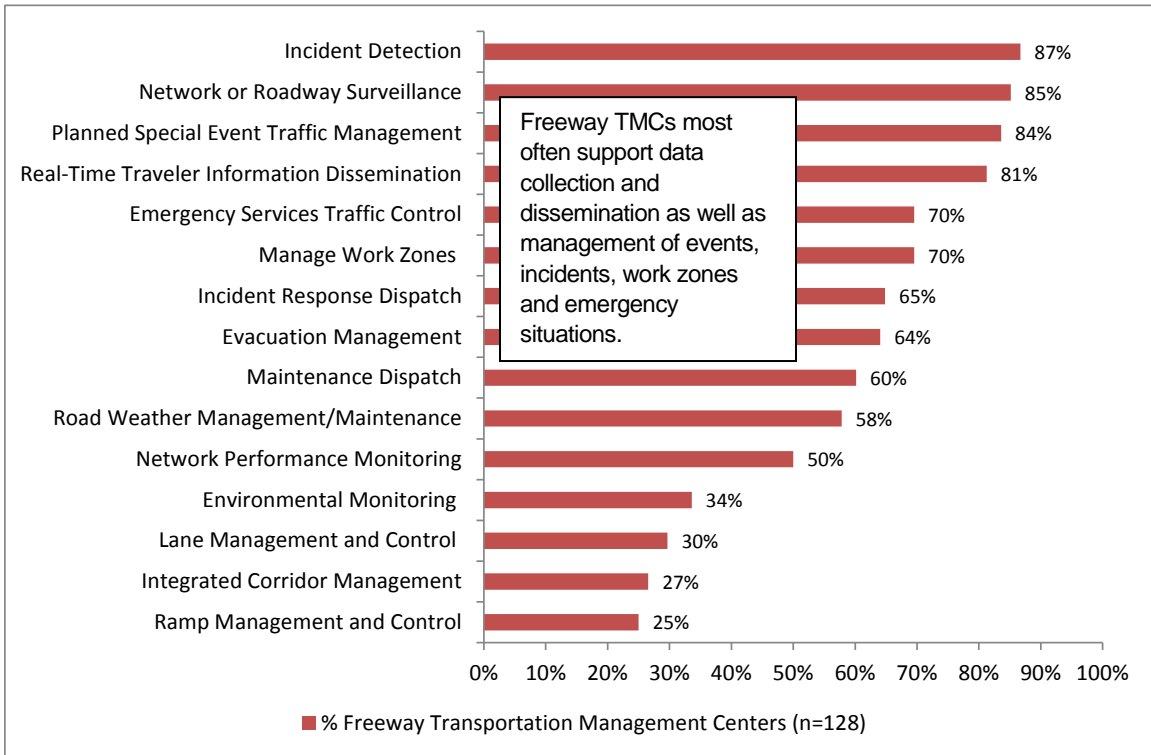 Incident Detection 87%
Network or Roadway Surveillance 85%
Planned Special Event Traffic Management 84%
Real-Time Traveler Information Dissemination 81%
Emergency Services Traffic Control 70%
Manage Work Zones 70%
Incident Response Dispatch 65%
Evacuation Management 64%
Maintenance Dispatch 60%
Road Weather Management/Maintenance 58%
Network Performance Monitoring 50%
Environmental Monitoring 34%
Lane Management and Control 30%
Integrated Corridor Management 27%
Ramp Management and Control 25%
Freeway TMCs most
often support data
collection and
dissemination as well as
management of events,
incidents, work zones
and emergency
situations.
0% 10% 20% 30% 40% 50% 60% 70% 80% 90% 100%
% Freeway Transportation Management Centers (n=128)